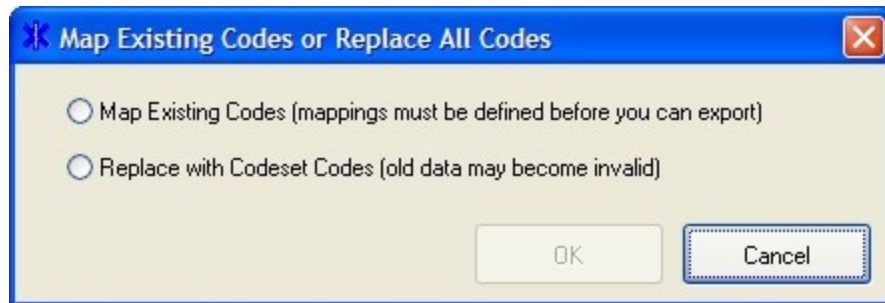 Map Existing Codes or Replace All Codes
Map Existing Codes (mappings must be defined before you can export)
Replace with Codeset Codes (old data may become invalid)
OK Cancel